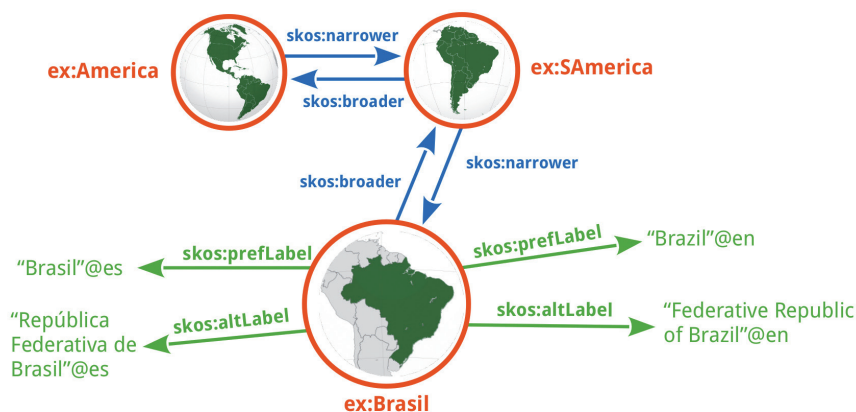 skos:narrower
ex:America
ex:SAmerica
skos:broader
skos:narrower
skos:broader
skos:prefLabel
skos:prefLabel
“Brazil”@en
“Brasil”@es
skos:altLabel
skos:altLabel
“República
Federativa de
Brasil”@es
“Federative Republic
of Brazil”@en
ex:Brasil